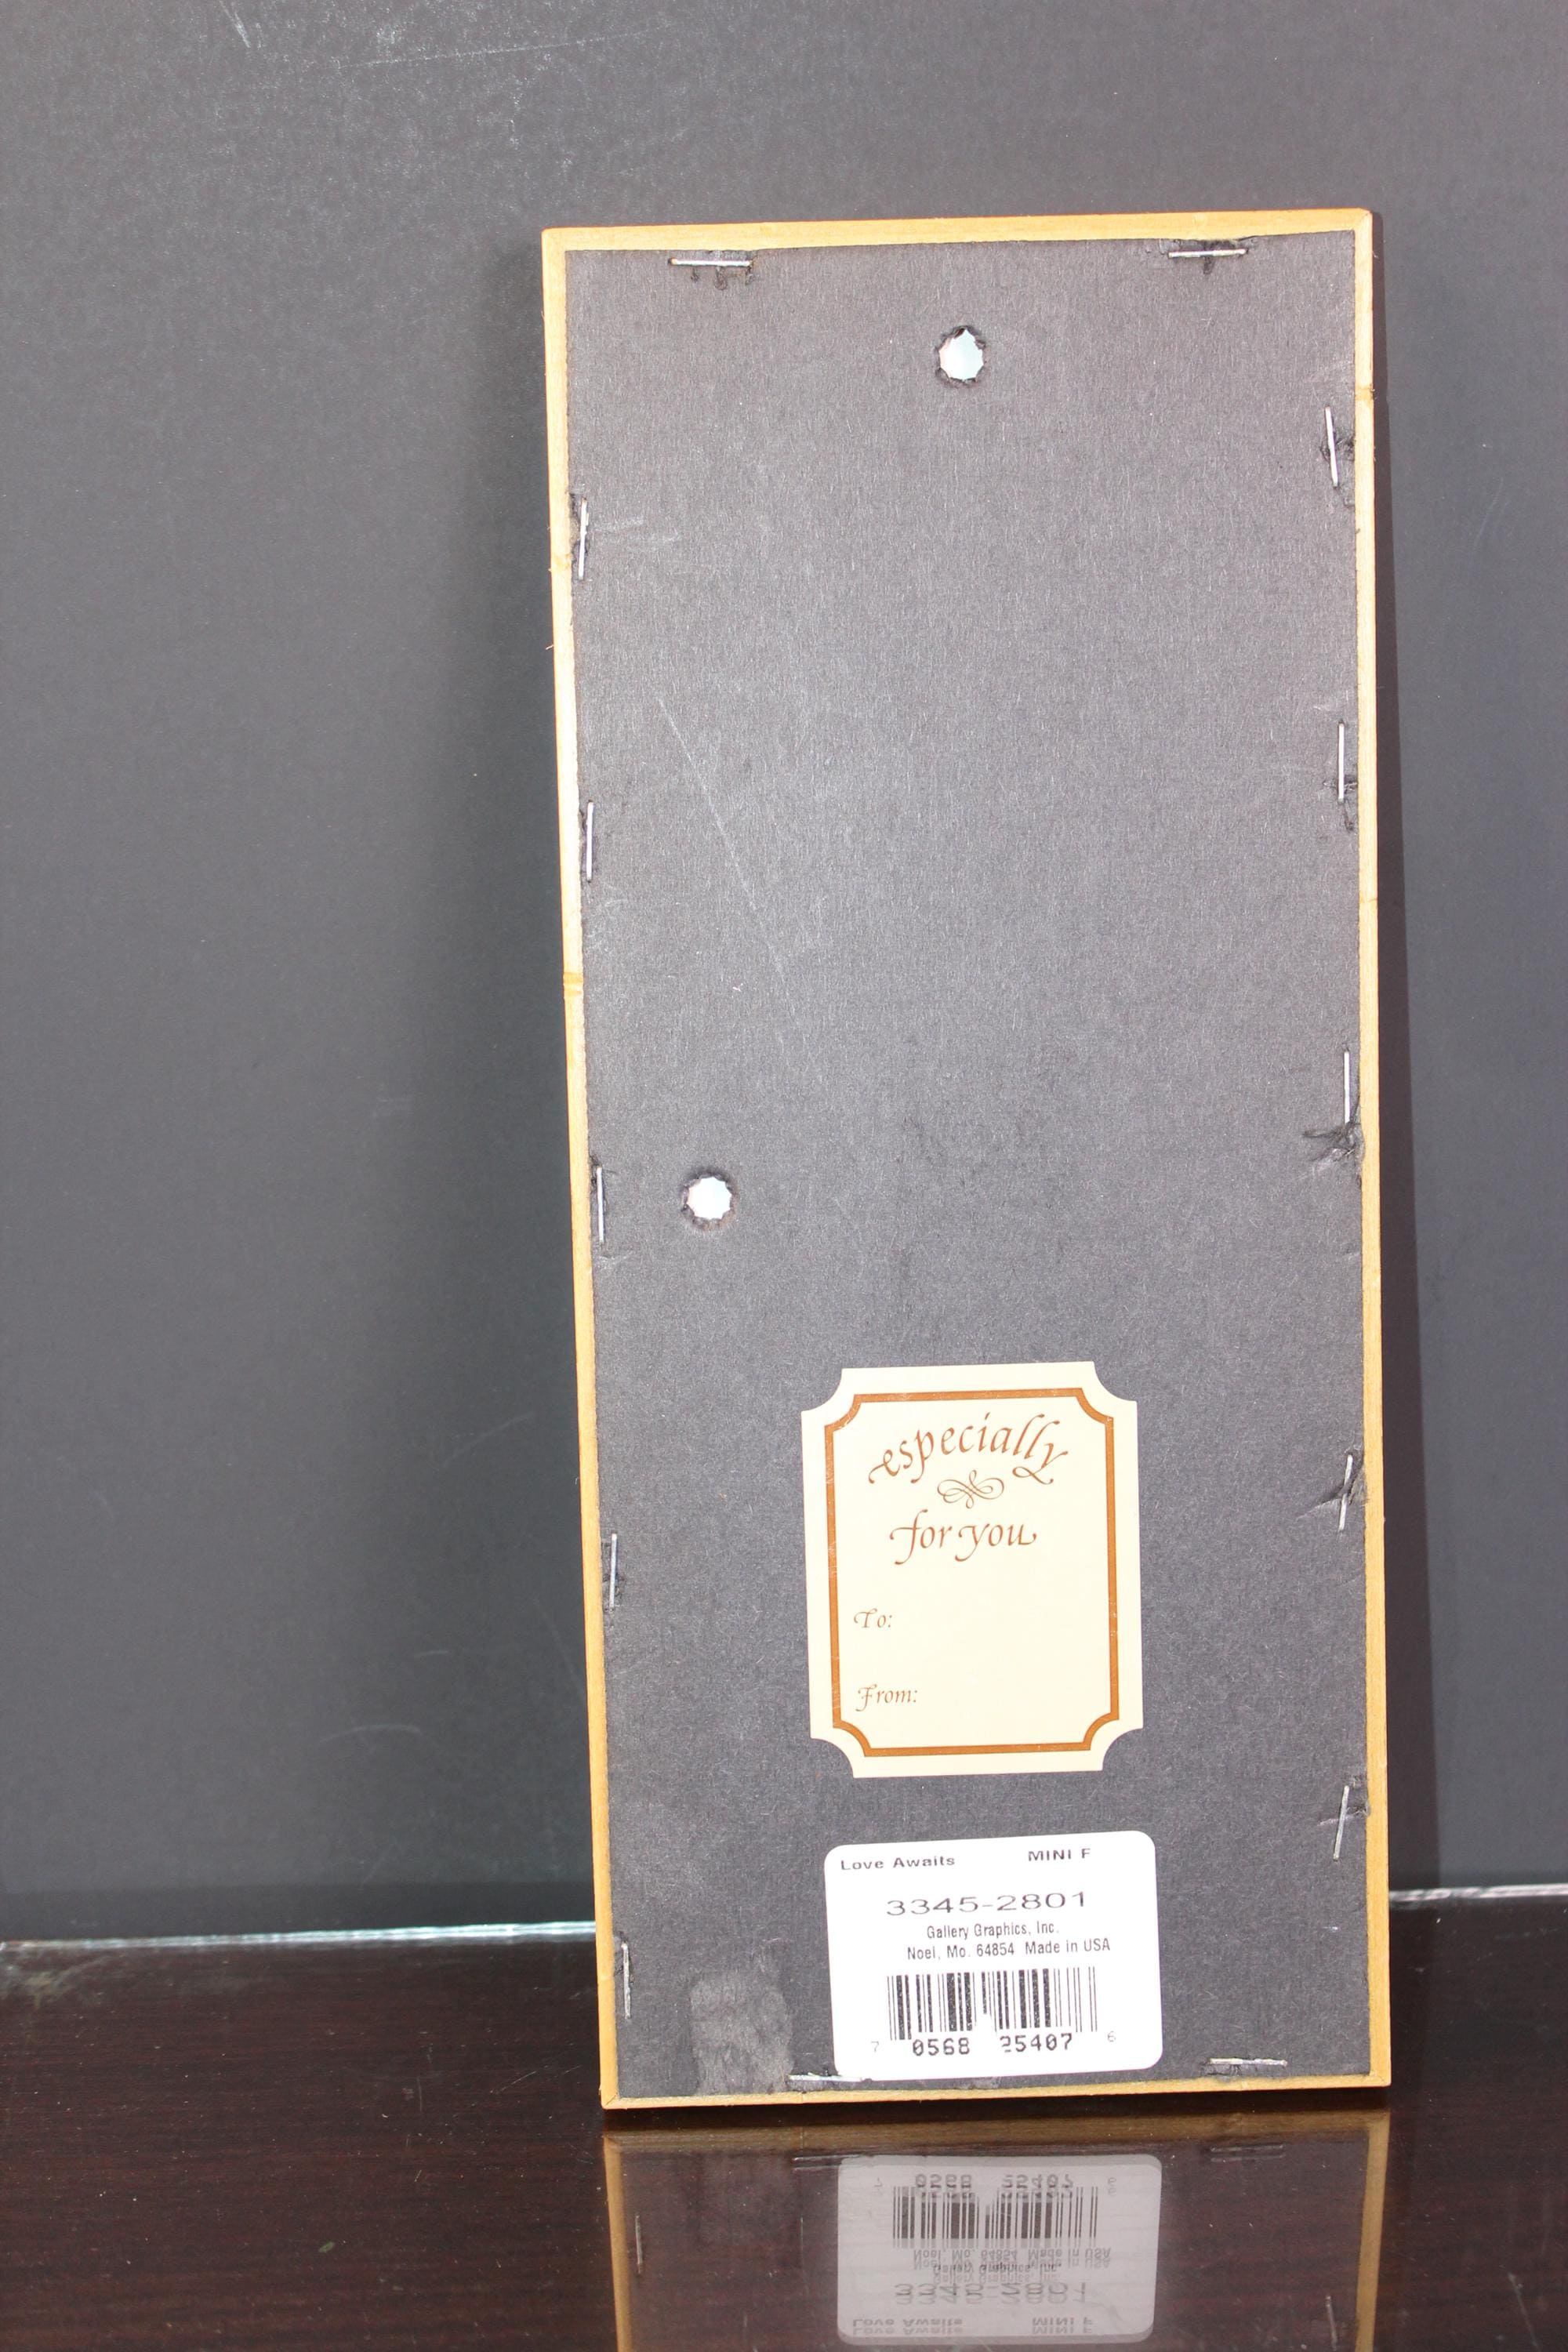 especially
for you
To:
From:
Love Awaits MINI F
3345-2801
Gallery Graphics, Inc.
Noel, Mo. 64854 Made in USA
7 0568 25407 6